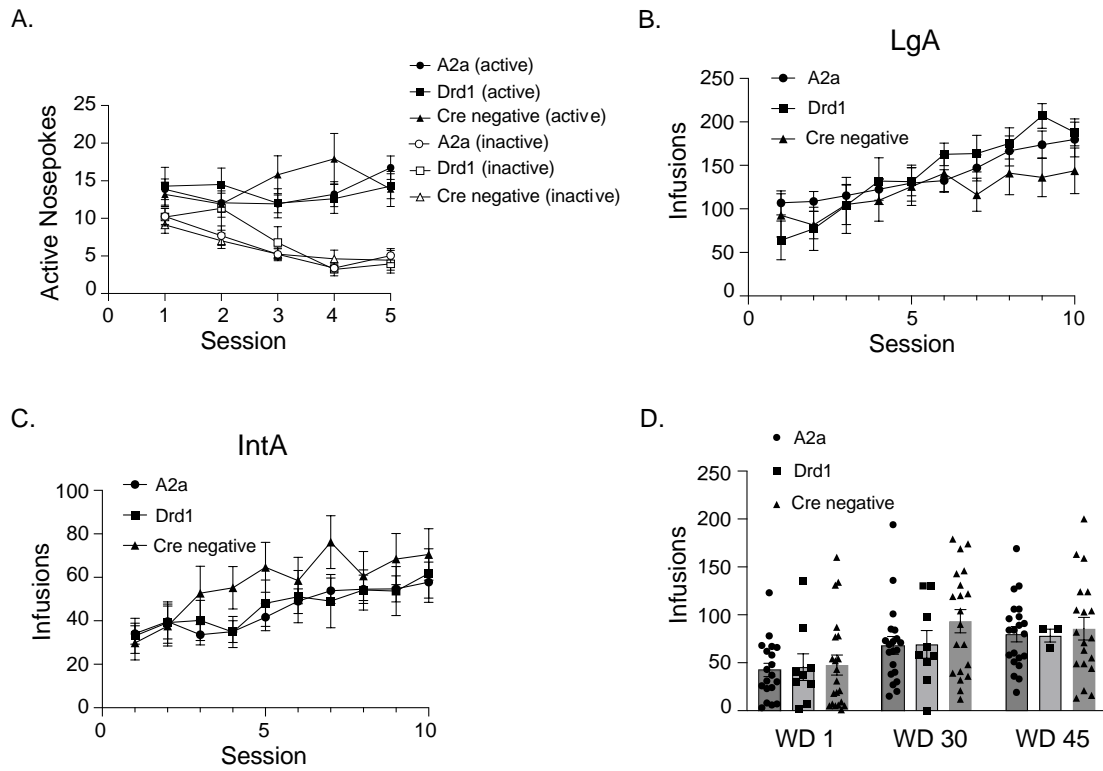 A.
A2a (active)
Drd1 (active)
Cre negative (active)
A2a (inactive)
Drd1 (inactive)
Cre negative (inactive)
25
20
15
10
5
0
Active Nosepokes
0 1 2 3 4 5
Session
B.
LgA
A2a
Drd1
Cre negative
250
200
150
100
50
0
Infusions
0 5 10
Session
C.
IntA
A2a
Drd1
Cre negative
100
80
60
40
20
0
Infusions
0 5 10
Session
D.
A2a
Drd1
Cre negative
250
200
150
100
50
0
Infusions
WD 1 WD 30 WD 45